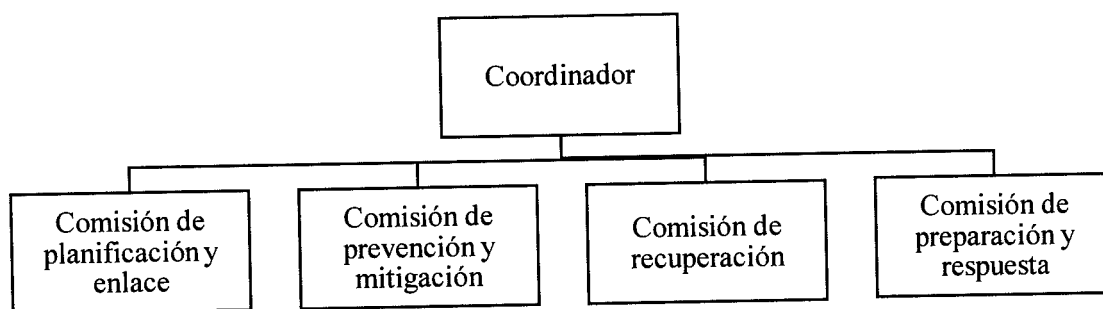 Coordinador
Comisión de
planificación y
enlace
Comisión de
prevención y
mitigación
Comisión de
recuperación
Comisión de
preparación y
respuesta